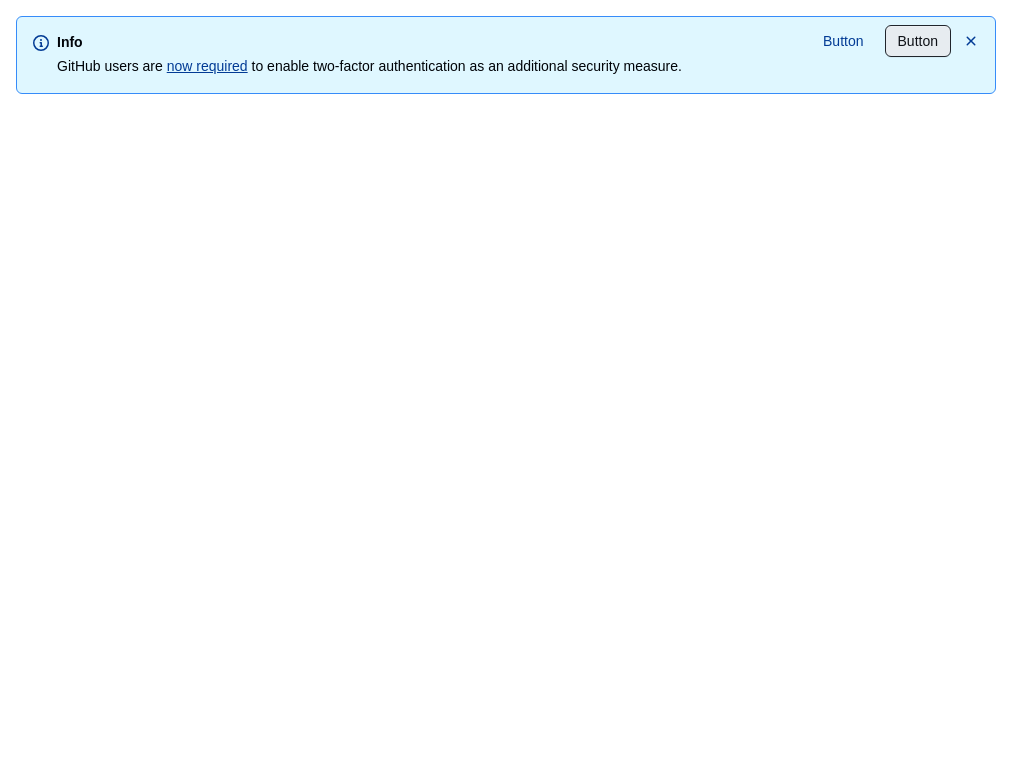 Info
Button
Button
GitHub users are now required to enable two-factor authentication as an additional security measure.